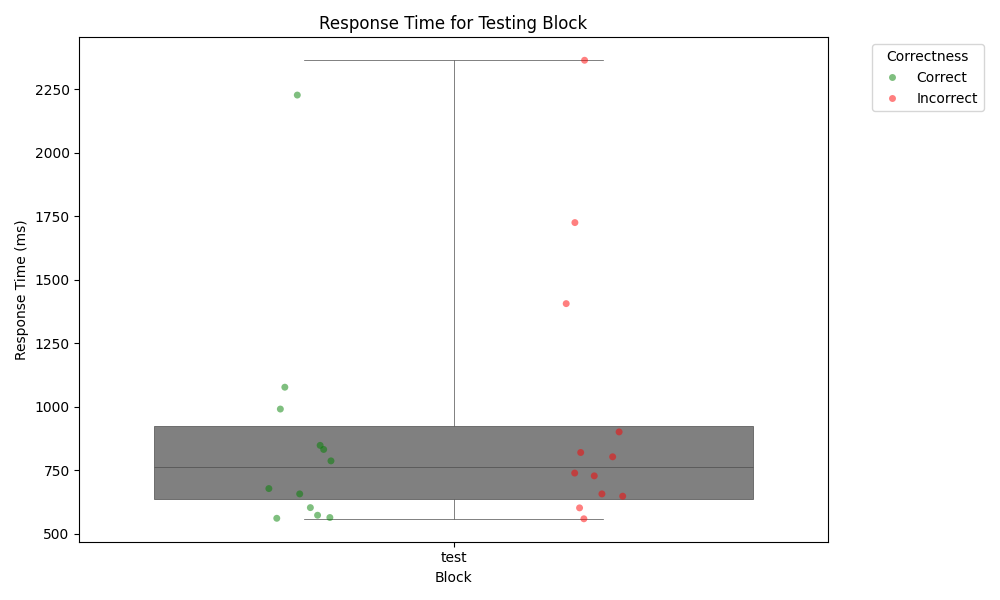 Response Time for Testing Block
Correctness
Correct
Incorrect
Response Time (ms)
2250
2000
1750
1500
1250
1000
750
500
test
Block